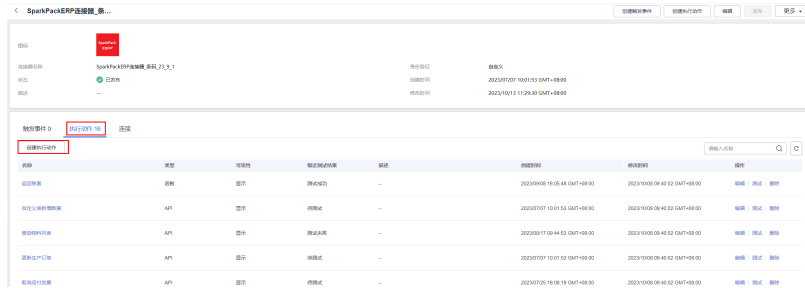 SparkPackERP连接器_条...
创建触发事件 创建执行动作 编辑 发布 更多
图标
SparkPack
连接器名称 SparkPackERP连接器_条码_23_9_1 身份验证 自定义
状态 已发布 创建时间 2023/07/07 10:01:53 GMT+08:00
描述 -- 修改时间 2023/10/13 11:29:30 GMT+08:00
触发事件 0 执行动作 16 连接
创建执行动作 请输入名称
名称 类型 可见性 最近测试结果 描述 创建时间 修改时间 操作
函数 显示 测试成功 -- 2023/09/08 16:05:48 GMT+08:00 2023/10/08 09:40:02 GMT+08:00 编辑 测试 删除
自定义表新增数据 API 显示 待测试 -- 2023/07/07 10:01:53 GMT+08:00 2023/10/08 09:40:02 GMT+08:00 编辑 测试 删除
查询物料列表 API 显示 测试失败 -- 2023/08/17 09:44:53 GMT+08:00 2023/10/08 09:40:02 GMT+08:00 编辑 测试 删除
更新生产订单 API 显示 待测试 -- 2023/07/07 10:01:53 GMT+08:00 2023/10/08 09:40:02 GMT+08:00 编辑 测试 删除
取消应付发票 API 显示 待测试 -- 2023/07/25 16:08:19 GMT+08:00 2023/10/08 09:40:02 GMT+08:00 编辑 测试 删除